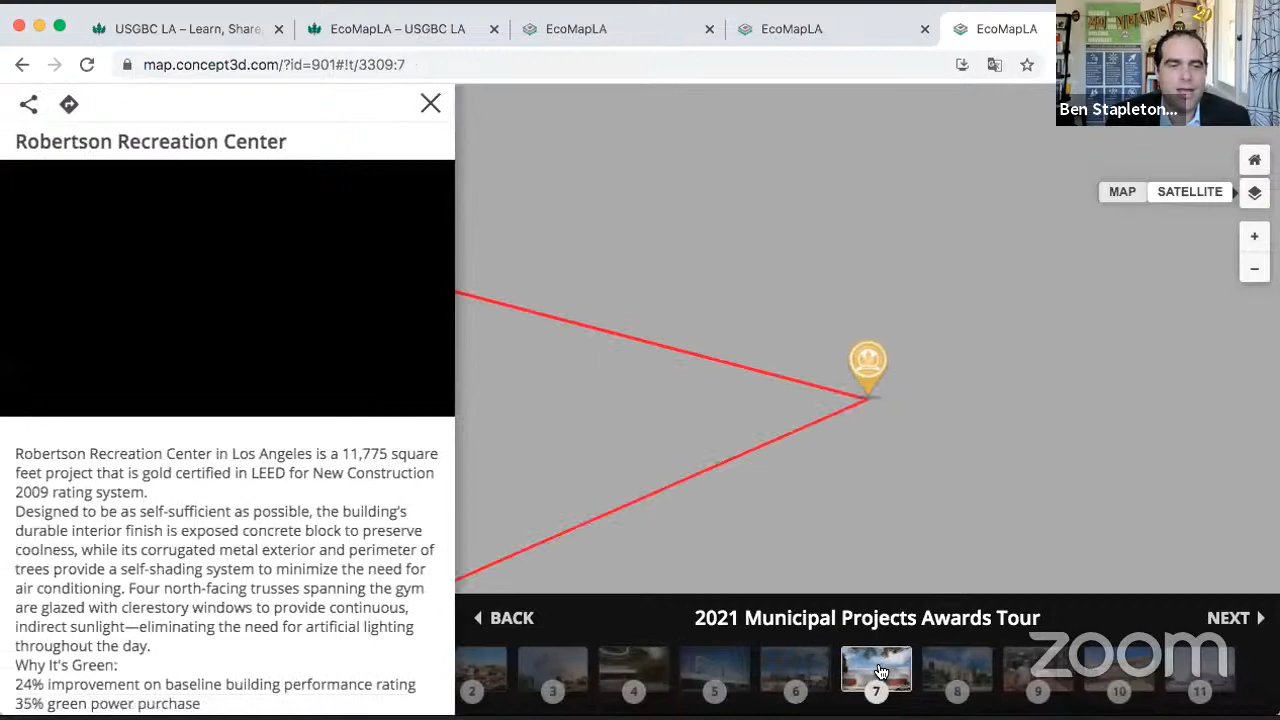 USGBC LA – Learn, Share,
EcoMapLA – USGBC LA
EcoMapLA
EcoMapLA
EcoMapLA
map.concept3d.com/?id=901#!t/3309:7
Ben Stapleton...
Robertson Recreation Center
MAP
SATELLITE
Robertson Recreation Center in Los Angeles is a 11,775 square
feet project that is gold certified in LEED for New Construction
2009 rating system.
Designed to be as self-sufficient as possible, the building’s
durable interior finish is exposed concrete block to preserve
coolness, while its corrugated metal exterior and perimeter of
trees provide a self-shading system to minimize the need for
air conditioning. Four north-facing trusses spanning the gym
are glazed with clerestory windows to provide continuous,
indirect sunlight—eliminating the need for artificial lighting
throughout the day.
Why It's Green:
24% improvement on baseline building performance rating
35% green power purchase
BACK
2021 Municipal Projects Awards Tour
NEXT
2
3
4
5
6
7
8
9
10
11
zoom